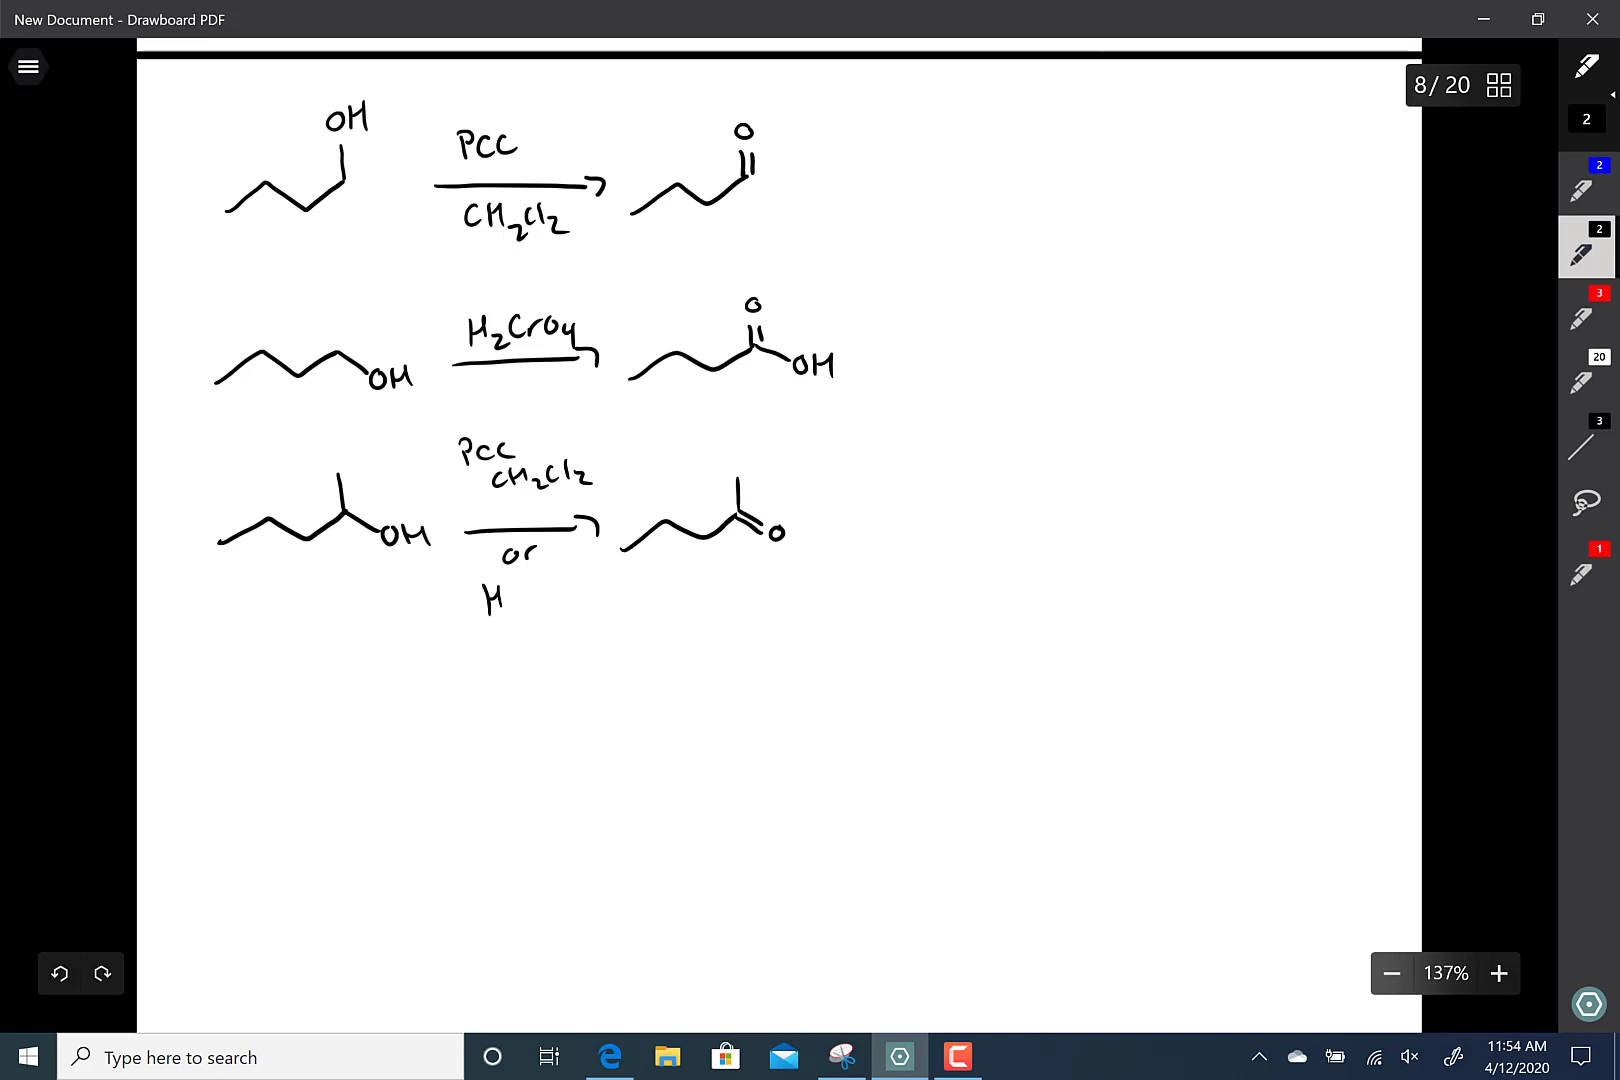 New Document - Drawboard PDF
8 / 20
2
2
2
3
20
3
1
OH
PCC
CH2Cl2
O
H2CrO4
OH
O
OH
PCC
CH2Cl2
OH
or
O
H
137%
Type here to search
11:54 AM
4/12/2020